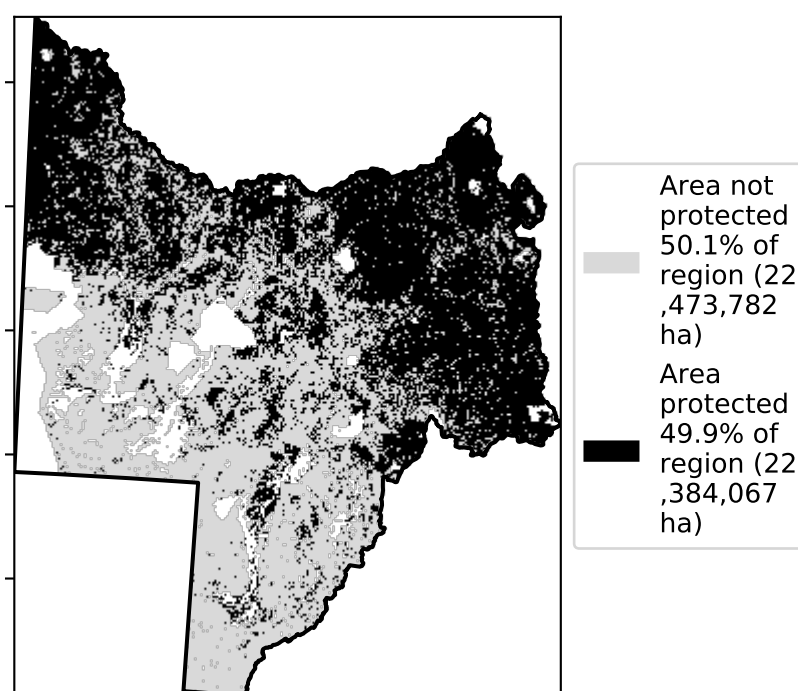 Area not
protected
50.1% of
region (22
,473,782
ha)
Area
protected
49.9% of
region (22
,384,067
ha)